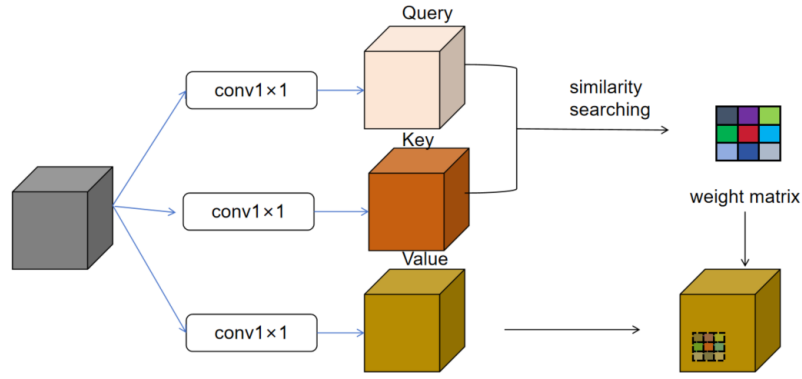 Query
conv1×1
similarity
searching
Key
conv1×1
weight matrix
Value
conv1×1